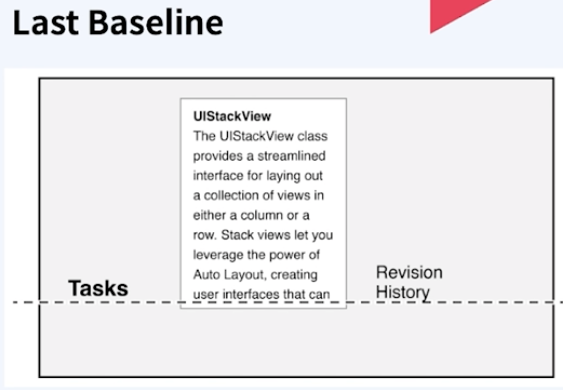 Last Baseline
UIStackView
The UIStackView class
provides a streamlined
interface for laying out
a collection of views in
either a column or a
row. Stack views let you
leverage the power of
Auto Layout, creating
user interfaces that can
Tasks
Revision
History